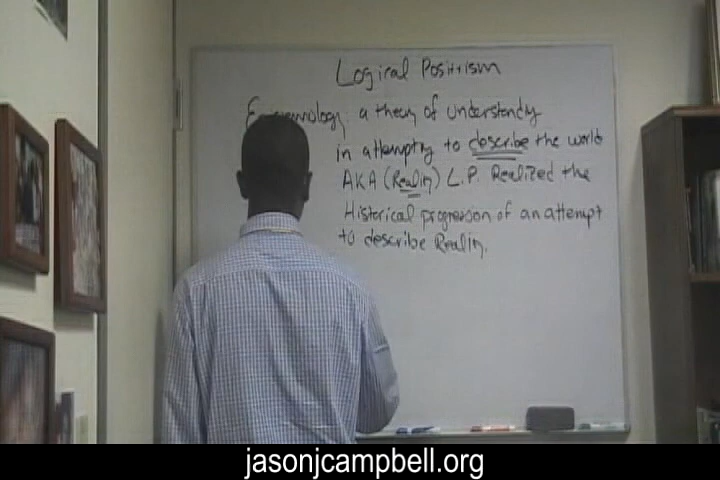 Logical Positivism
a theory of understandy
in attempting to describe the world
AKA (Reality) L.P. Realized the
Historical progression of an attempt
to describe Reality.
jasonjcampbell.org